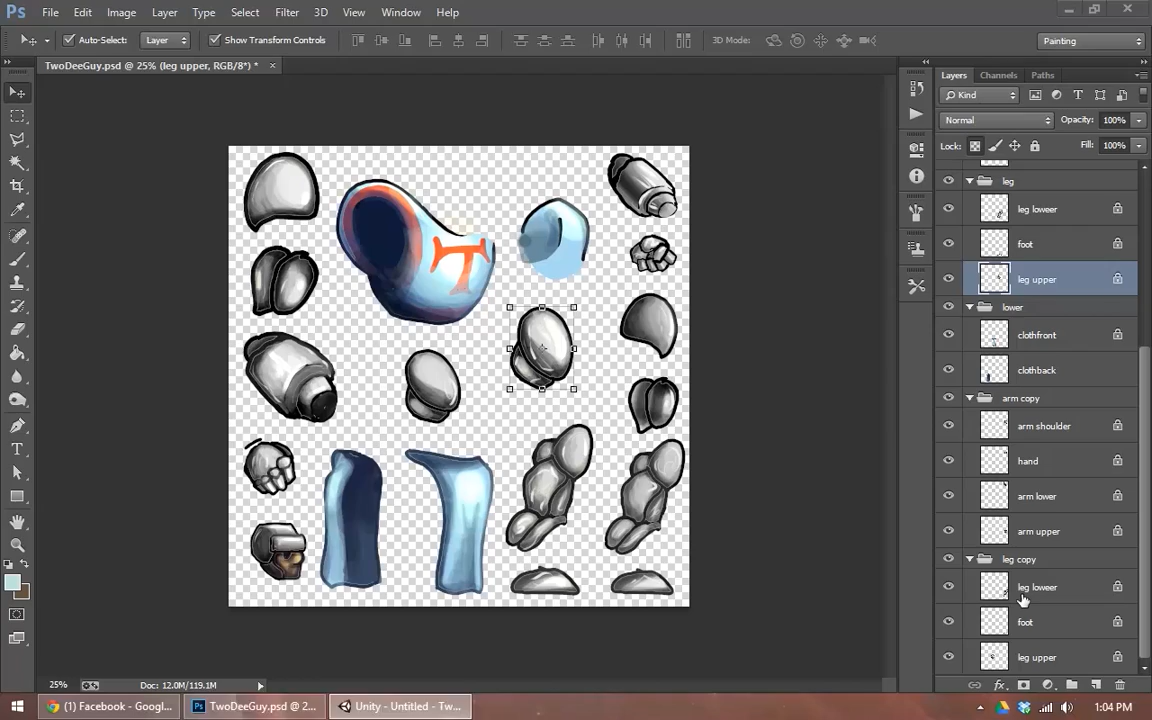 Ps File Edit Image Layer Type Select Filter 3D View Window Help
Auto-Select: Layer Show Transform Controls 3D Mode: Painting
TwoDeeGuy.psd @ 25% (leg upper, RGB/8*) * ×
Layers Channels Paths
Kind
Normal Opacity: 100%
Lock: Fill: 100%
leg
leg loweer
foot
leg upper
lower
clothfront
clothback
arm copy
arm shoulder
hand
arm lower
arm upper
leg copy
leg loweer
foot
leg upper
T
25% Doc: 12.0M/119.1M
fx
(1) Facebook - Google... TwoDeeGuy.psd @ 2... Unity - Untitled - Tw... 1:04 PM